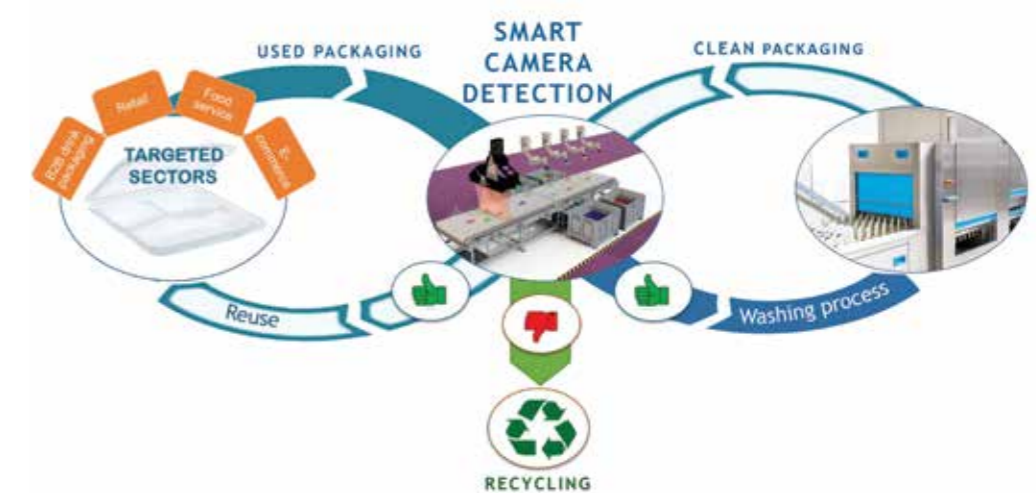 SMART
CAMERA
DETECTION
USED PACKAGING
CLEAN PACKAGING
B2B drink
packaging
Retail
Food
service
E-
commerce
TARGETED
SECTORS
Reuse
Washing process
RECYCLING